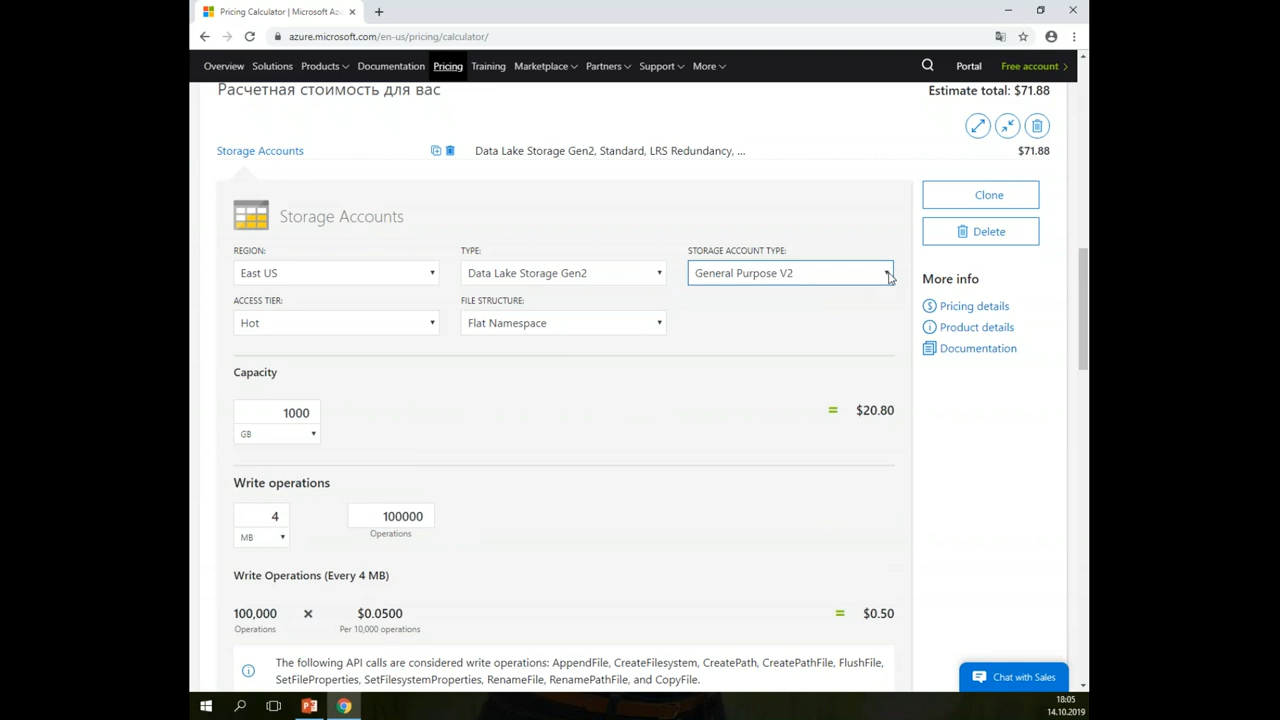 Pricing Calculator | Microsoft Az
azure.microsoft.com/en-us/pricing/calculator/
Overview Solutions Products Documentation Pricing Training Marketplace Partners Support More Portal Free account
Расчетная стоимость для вас Estimate total: $71.88
Storage Accounts Data Lake Storage Gen2, Standard, LRS Redundancy, ... $71.88
Clone
Storage Accounts
Delete
REGION: TYPE: STORAGE ACCOUNT TYPE:
East US Data Lake Storage Gen2 General Purpose V2
More info
ACCESS TIER: FILE STRUCTURE:
Pricing details
Hot Flat Namespace
Product details
Documentation
Capacity
1000 = $20.80
GB
Write operations
4 100000
MB Operations
Write Operations (Every 4 MB)
100,000 × $0.0500 = $0.50
Operations Per 10,000 operations
The following API calls are considered write operations: AppendFile, CreateFilesystem, CreatePath, CreatePathFile, FlushFile,
SetFileProperties, SetFilesystemProperties, RenameFile, RenamePathFile, and CopyFile.
Chat with Sales
18:05
14.10.2019